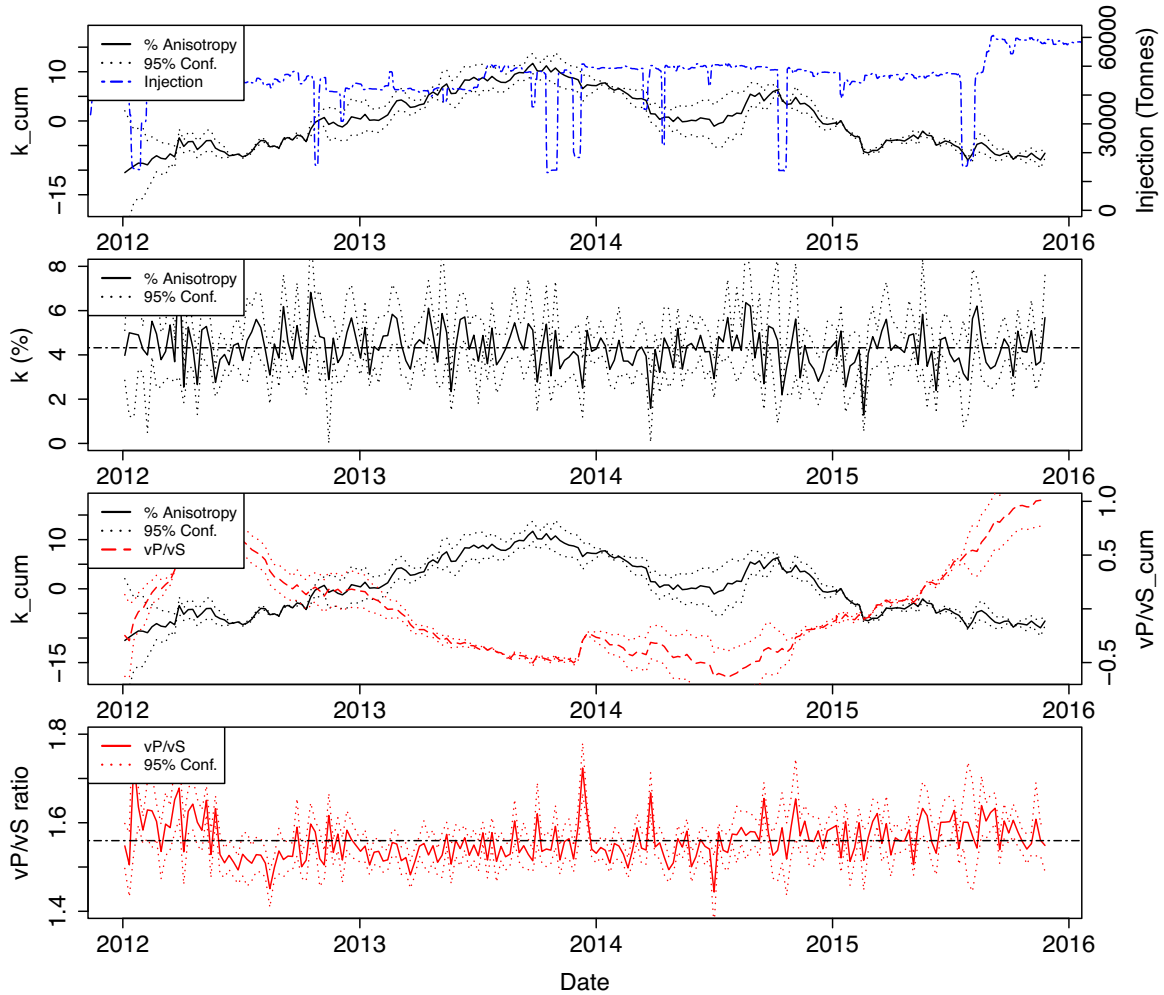 % Anisotropy
95% Conf.
Injection
k_cum
−15
0
10
Injection (Tonnes)
0
30000
60000
2012
2013
2014
2015
2016
% Anisotropy
95% Conf.
k (%)
0
2
4
6
8
2012
2013
2014
2015
2016
% Anisotropy
95% Conf.
vP/vS
k_cum
−15
0
10
vP/vS_cum
−0.5
0.5
1.0
2012
2013
2014
2015
2016
vP/vS
95% Conf.
vP/vS ratio
1.4
1.6
1.8
2012
2013
2014
2015
2016
Date